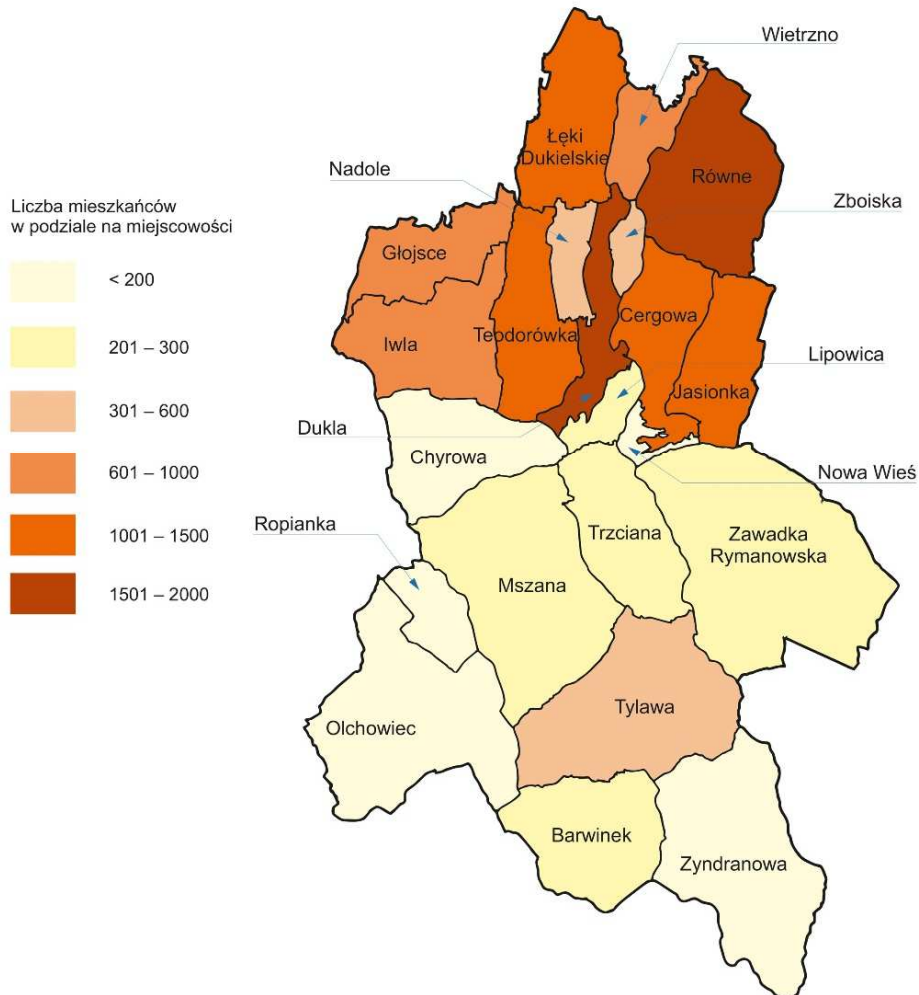 Wietrzno
Łęki
Dukielskie
Nadole
Równe
Liczba mieszkańców
w podziale na miejscowości
Zboiska
Głojsce
< 200
Cergowa
Teodorówka
Iwla
201 – 300
Lipowica
Jasionka
301 – 600
Dukla
Chyrowa
Nowa Wieś
601 – 1000
Ropianka
Trzciana
Zawadka
Rymanowska
1001 – 1500
Mszana
1501 – 2000
Tylawa
Olchowiec
Barwinek
Zyndranowa